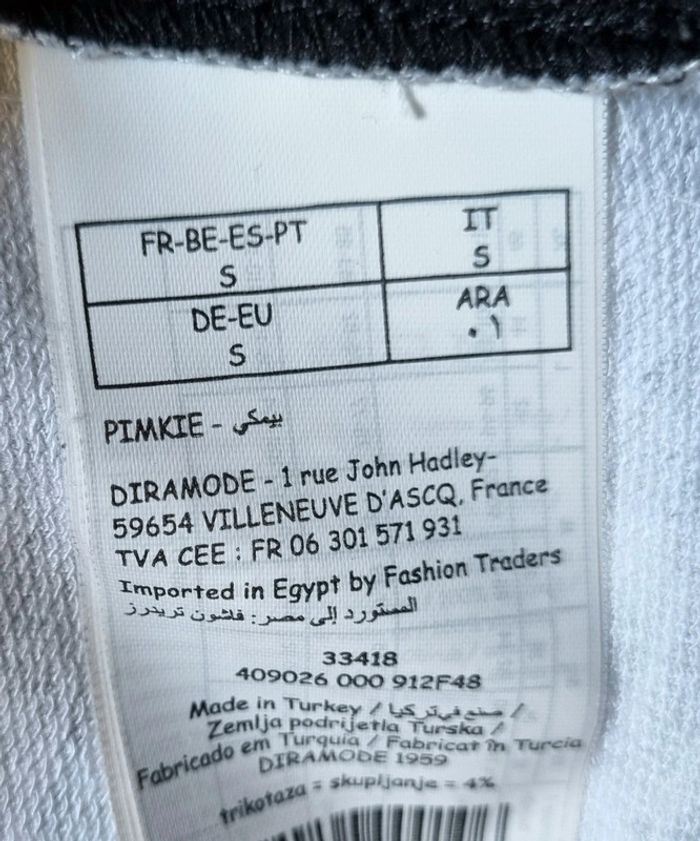 FR-BE-ES-PT
S
IT
S
DE-EU
S
ARA
٠١
PIMKIE - بيمكي
DIRAMODE - 1 rue John Hadley-
59654 VILLENEUVE D'ASCQ, France
TVA CEE : FR 06 301 571 931
Imported in Egypt by Fashion Traders
المستورد إلى مصر: فاشون تريدرز
33418
409026 000 912F48
Made in Turkey / صنع في تركيا /
Zemlja podrijetla Turska /
Fabricado em Turquia / Fabricat în Turcia
DIRAMODE 1959
trikotaza = skupljanje = 4%